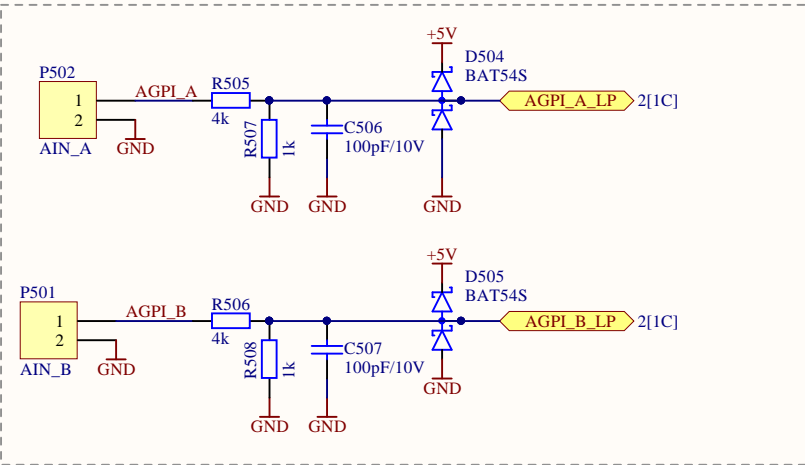 +5V
D504
BAT54S
P502
1
2
AIN_A
AGPI_A
GND
R505
4k
R507
1k
C506
100pF/10V
AGPI_A_LP
2[1C]
GND
GND
GND
+5V
D505
BAT54S
P501
1
2
AIN_B
AGPI_B
GND
R506
4k
R508
1k
C507
100pF/10V
AGPI_B_LP
2[1C]
GND
GND
GND